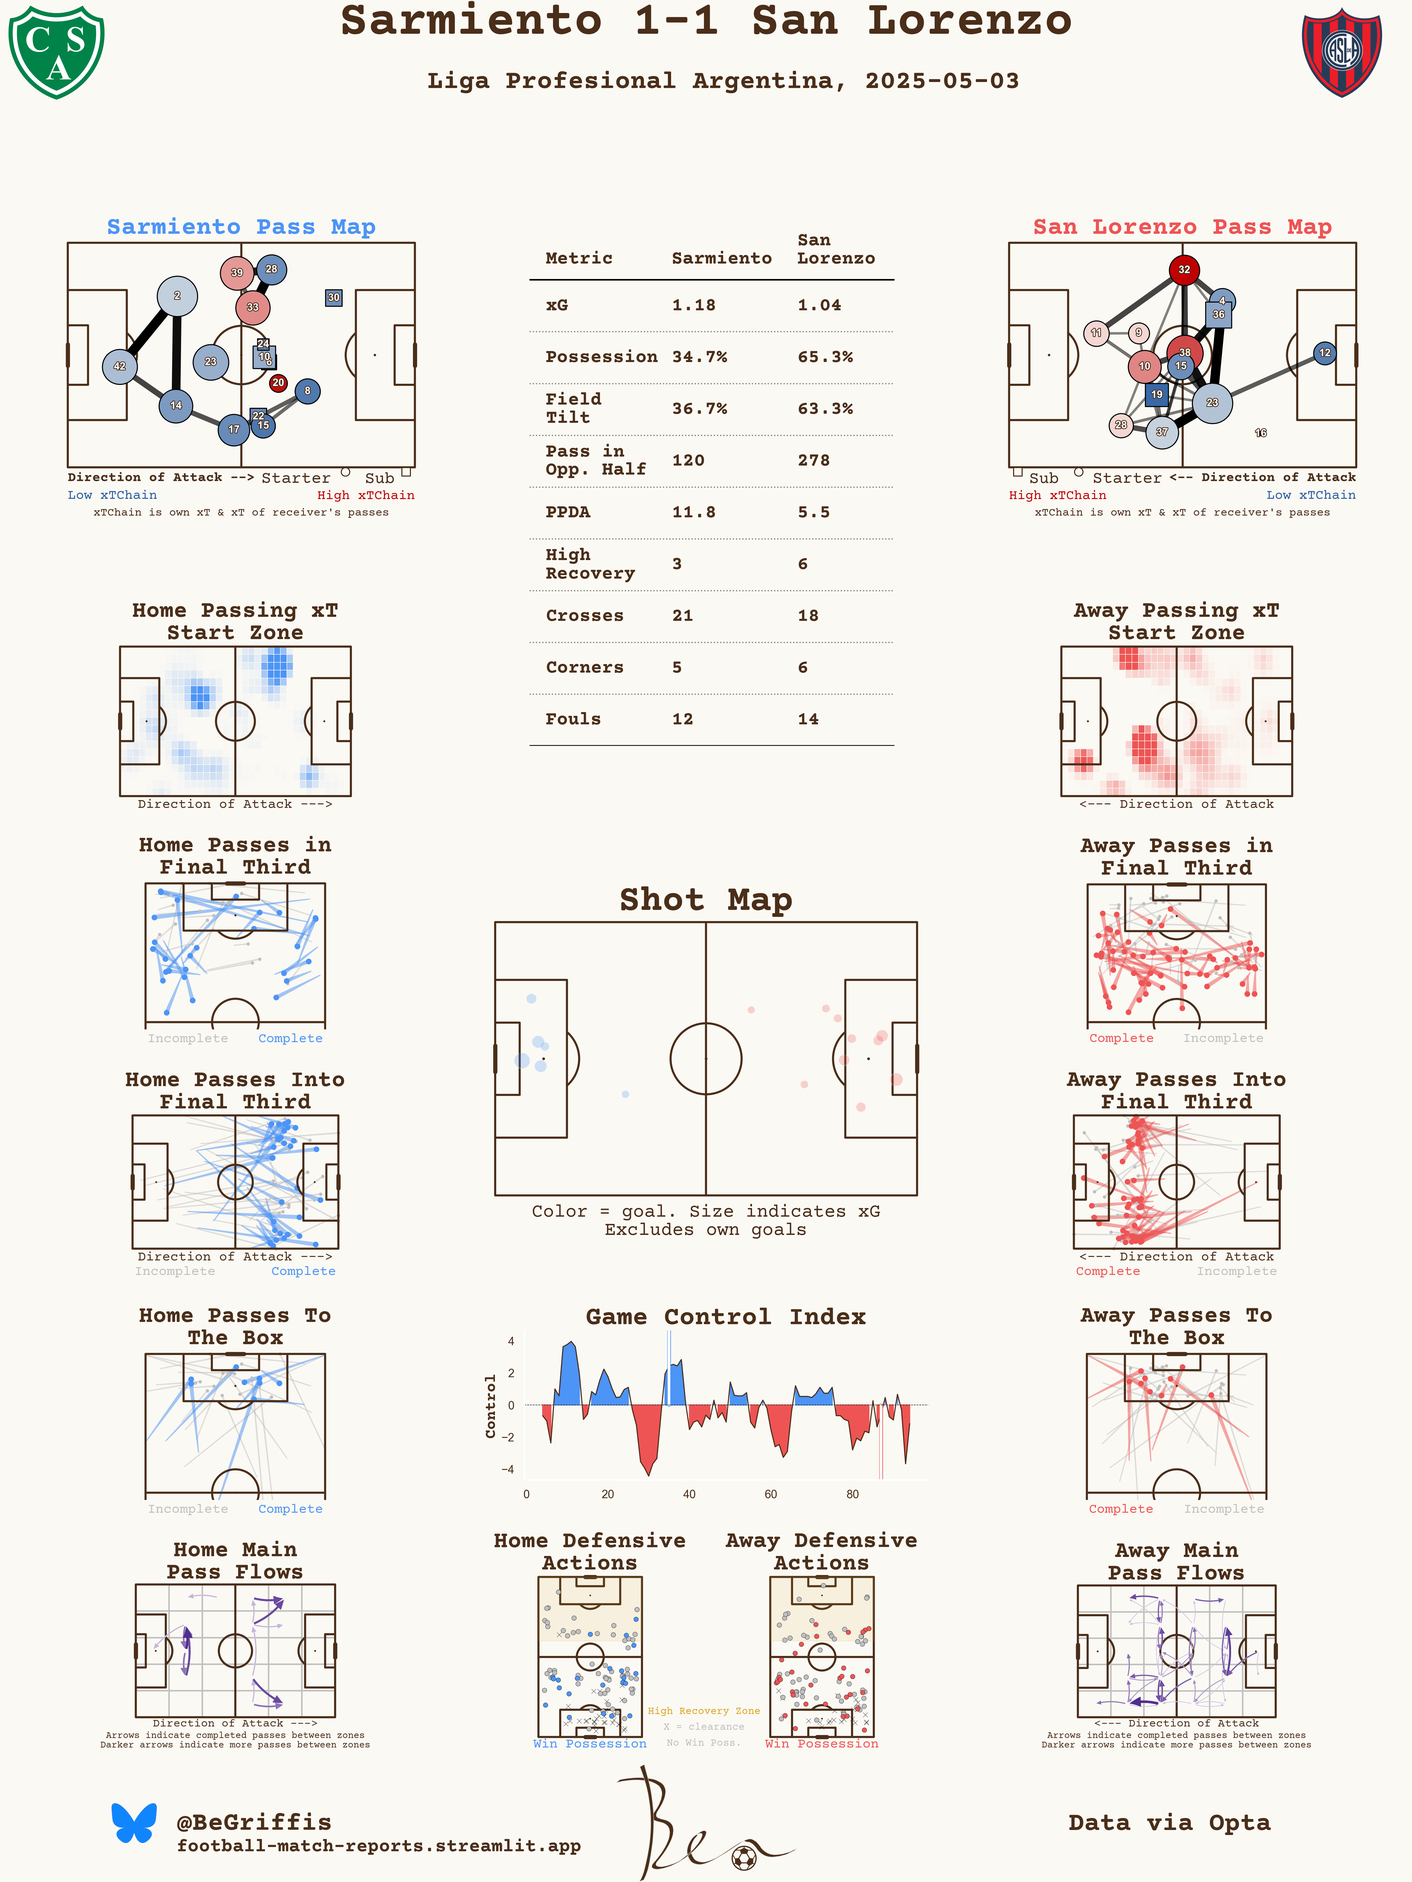 Sarmiento 1-1 San Lorenzo
Liga Profesional Argentina, 2025-05-03
C S
A
CASLA
Sarmiento Pass Map
39
28
2
33
30
24
23
10
6
42
20
8
14
22
17
15
Direction of Attack --> Starter Sub
Low xTChain High xTChain
xTChain is own xT & xT of receiver's passes
Metric Sarmiento San Lorenzo
xG 1.18 1.04
Possession 34.7% 65.3%
Field Tilt 36.7% 63.3%
Pass in Opp. Half 120 278
PPDA 11.8 5.5
High Recovery 3 6
Crosses 21 18
Corners 5 6
Fouls 12 14
San Lorenzo Pass Map
32
4
36
11
9
38
12
10
15
19
23
28
37
16
Sub Starter <-- Direction of Attack
High xTChain Low xTChain
xTChain is own xT & xT of receiver's passes
Home Passing xT
Start Zone
Direction of Attack --->
Away Passing xT
Start Zone
<--- Direction of Attack
Home Passes in
Final Third
Incomplete Complete
Away Passes in
Final Third
Complete Incomplete
Shot Map
Color = goal. Size indicates xG
Excludes own goals
Home Passes Into
Final Third
Direction of Attack --->
Incomplete Complete
Away Passes Into
Final Third
<--- Direction of Attack
Complete Incomplete
Home Passes To
The Box
Incomplete Complete
Game Control Index
Control
4
2
0
−2
−4
0 20 40 60 80
Away Passes To
The Box
Complete Incomplete
Home Main
Pass Flows
Direction of Attack --->
Arrows indicate completed passes between zones
Darker arrows indicate more passes between zones
Home Defensive
Actions
Win Possession
High Recovery Zone
X = clearance
No Win Poss.
Away Defensive
Actions
Win Possession
Away Main
Pass Flows
<--- Direction of Attack
Arrows indicate completed passes between zones
Darker arrows indicate more passes between zones
@BeGriffis
football-match-reports.streamlit.app
Ben
Data via Opta